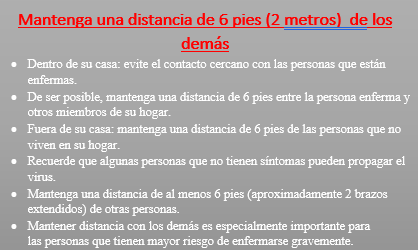 Mantenga una distancia de 6 pies (2 metros) de los
demás
• Dentro de su casa: evite el contacto cercano con las personas que están
enfermas.
• De ser posible, mantenga una distancia de 6 pies entre la persona enferma y
otros miembros de su hogar.
• Fuera de su casa: mantenga una distancia de 6 pies de las personas que no
viven en su hogar.
• Recuerde que algunas personas que no tienen síntomas pueden propagar el
virus.
• Mantenga una distancia de al menos 6 pies (aproximadamente 2 brazos
extendidos) de otras personas.
• Mantener distancia con los demás es especialmente importante para
las personas que tienen mayor riesgo de enfermarse gravemente.